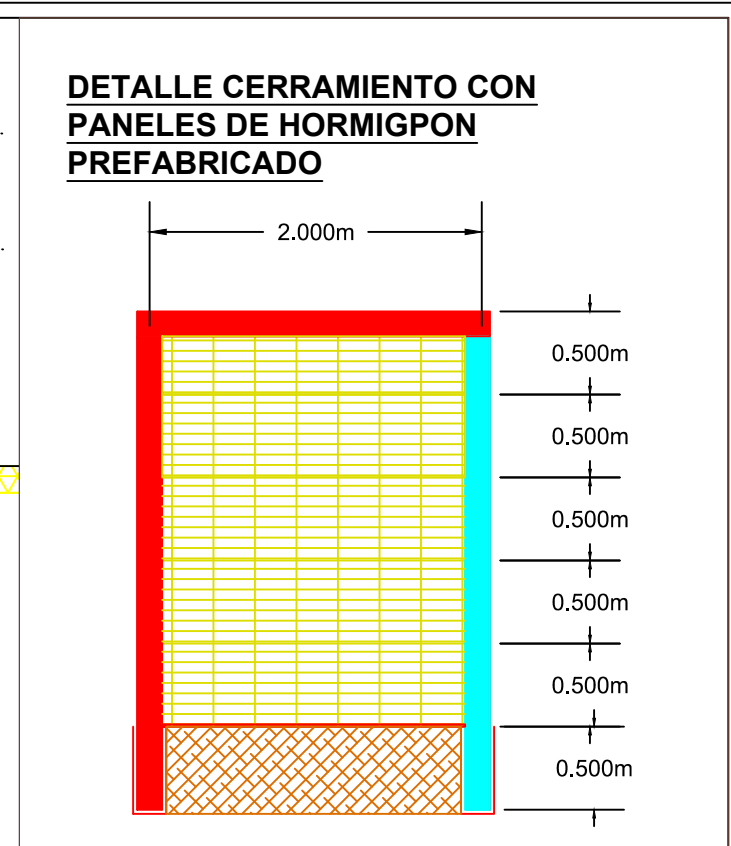 DETALLE CERRAMIENTO CON
PANELES DE HORMIGPON
PREFABRICADO
2.000m
0.500m
0.500m
0.500m
0.500m
0.500m
0.500m